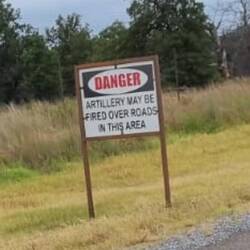 DANGER
ARTILLERY MAY BE
FIRED OVER ROADS
IN THIS AREA